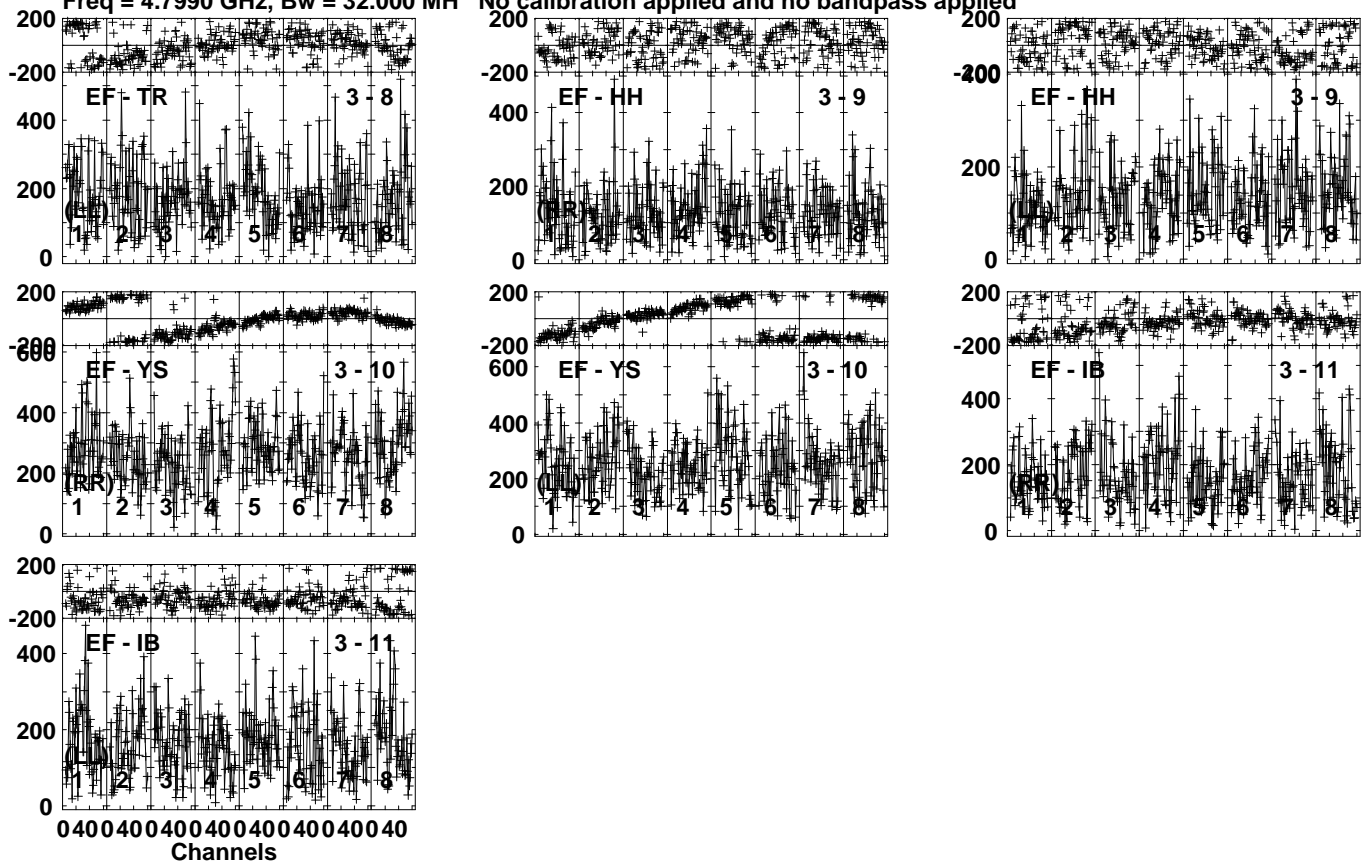 Freq = 4.7990 GHz, Bw = 32.000 MH No calibration applied and no bandpass applied
200
-200
EF - TR 3 - 8
400
200
(LL)
1 2 3 4 5 6 7 8
0
200
-200
EF - HH 3 - 9
400
200
(RR)
1 2 3 4 5 6 7 8
0
200
-200
400
EF - HH 3 - 9
200
(LL)
1 2 3 4 5 6 7 8
0
200
-200
600
EF - YS 3 - 10
400
200
(RR)
1 2 3 4 5 6 7 8
0
200
-200
600
EF - YS 3 - 10
400
200
(LL)
1 2 3 4 5 6 7 8
0
200
-200
EF - IB 3 - 11
400
200
(RR)
1 2 3 4 5 6 7 8
0
200
-200
EF - IB 3 - 11
400
200
(LL)
1 2 3 4 5 6 7 8
0
0 40 0 40 0 40 0 40 0 40 0 40 0 40 0 40
Channels